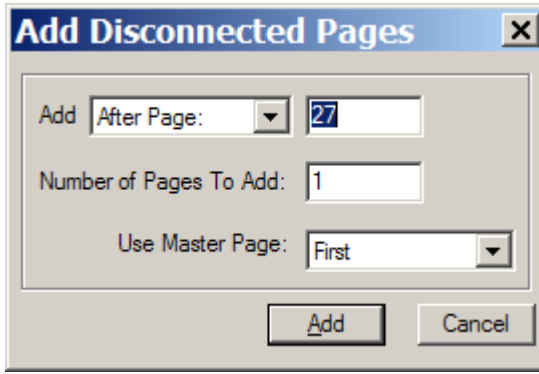 Add Disconnected Pages
Add After Page: 27
Number of Pages To Add: 1
Use Master Page: First
Add Cancel